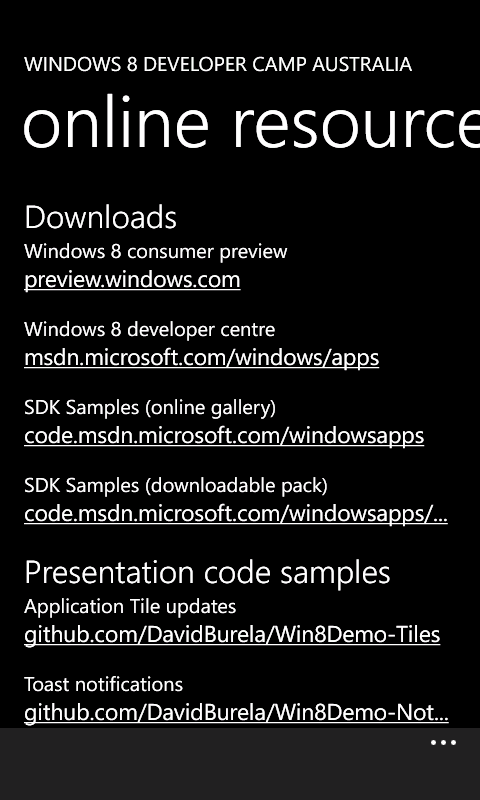 WINDOWS 8 DEVELOPER CAMP AUSTRALIA
online resource
Downloads
Windows 8 consumer preview
preview.windows.com
Windows 8 developer centre
msdn.microsoft.com/windows/apps
SDK Samples (online gallery)
code.msdn.microsoft.com/windowsapps
SDK Samples (downloadable pack)
code.msdn.microsoft.com/windowsapps/...
Presentation code samples
Application Tile updates
github.com/DavidBurela/Win8Demo-Tiles
Toast notifications
github.com/DavidBurela/Win8Demo-Not...